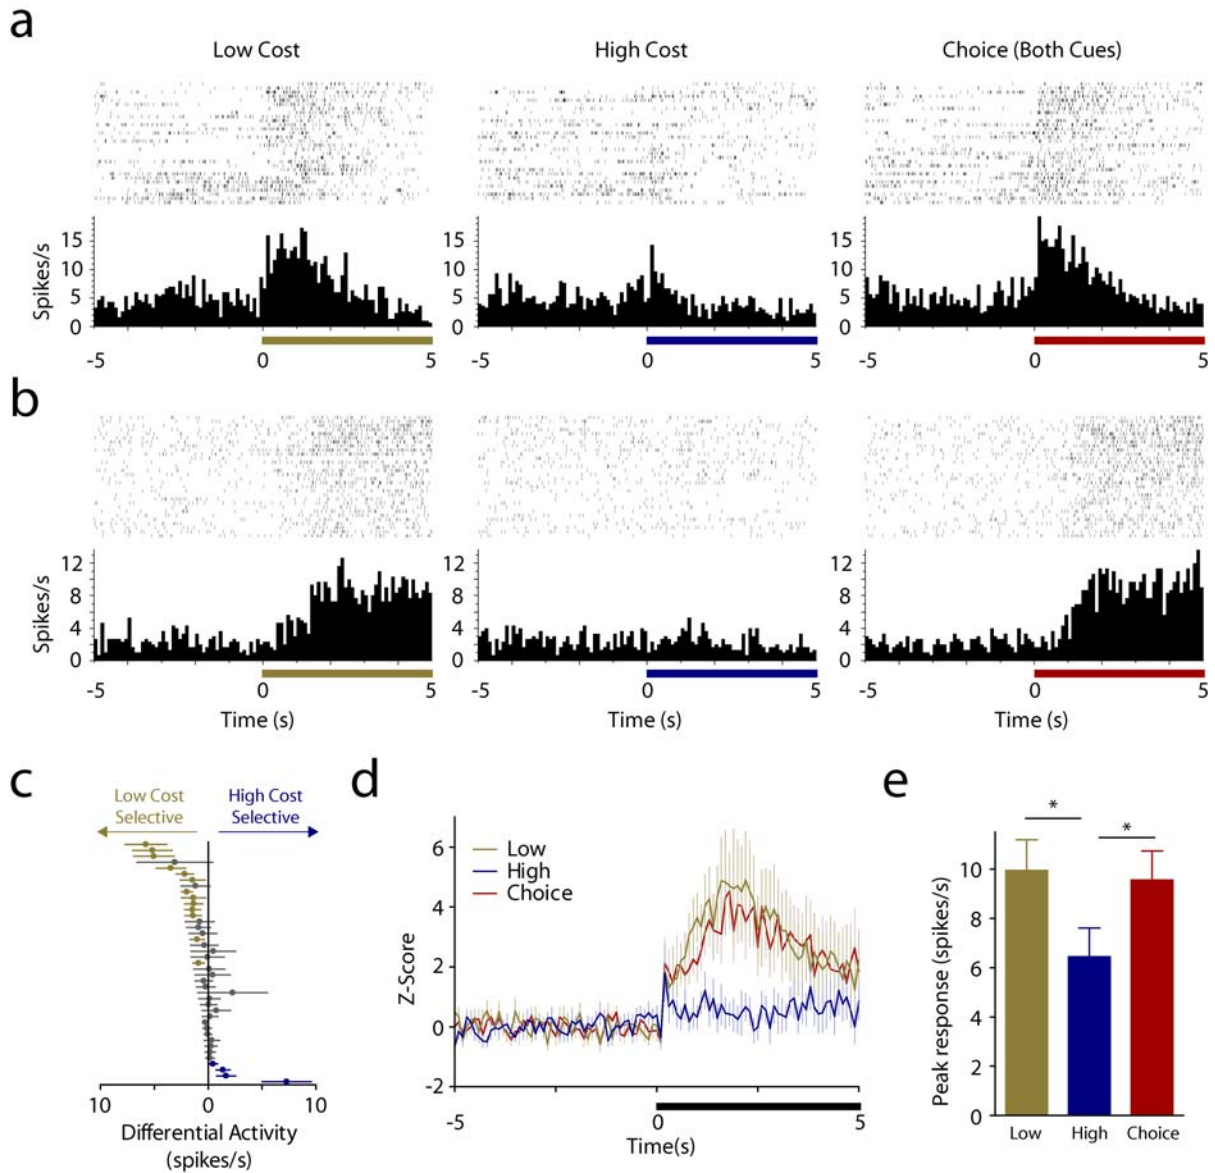 a
Low Cost
High Cost
Choice (Both Cues)
Spikes/s
15
10
5
0
15
10
5
0
15
10
5
0
-5
0
5
-5
0
5
-5
0
5
b
Spikes/s
12
8
4
0
12
8
4
0
12
8
4
0
-5
0
5
-5
0
5
-5
0
5
Time (s)
Time (s)
Time (s)
c
Low Cost
Selective
High Cost
Selective
10
0
10
Differential Activity
(spikes/s)
d
Low
High
Choice
Z-Score
6
4
2
0
-2
-5
0
5
Time(s)
e
*
*
Peak response (spikes/s)
10
8
6
4
2
0
Low
High
Choice